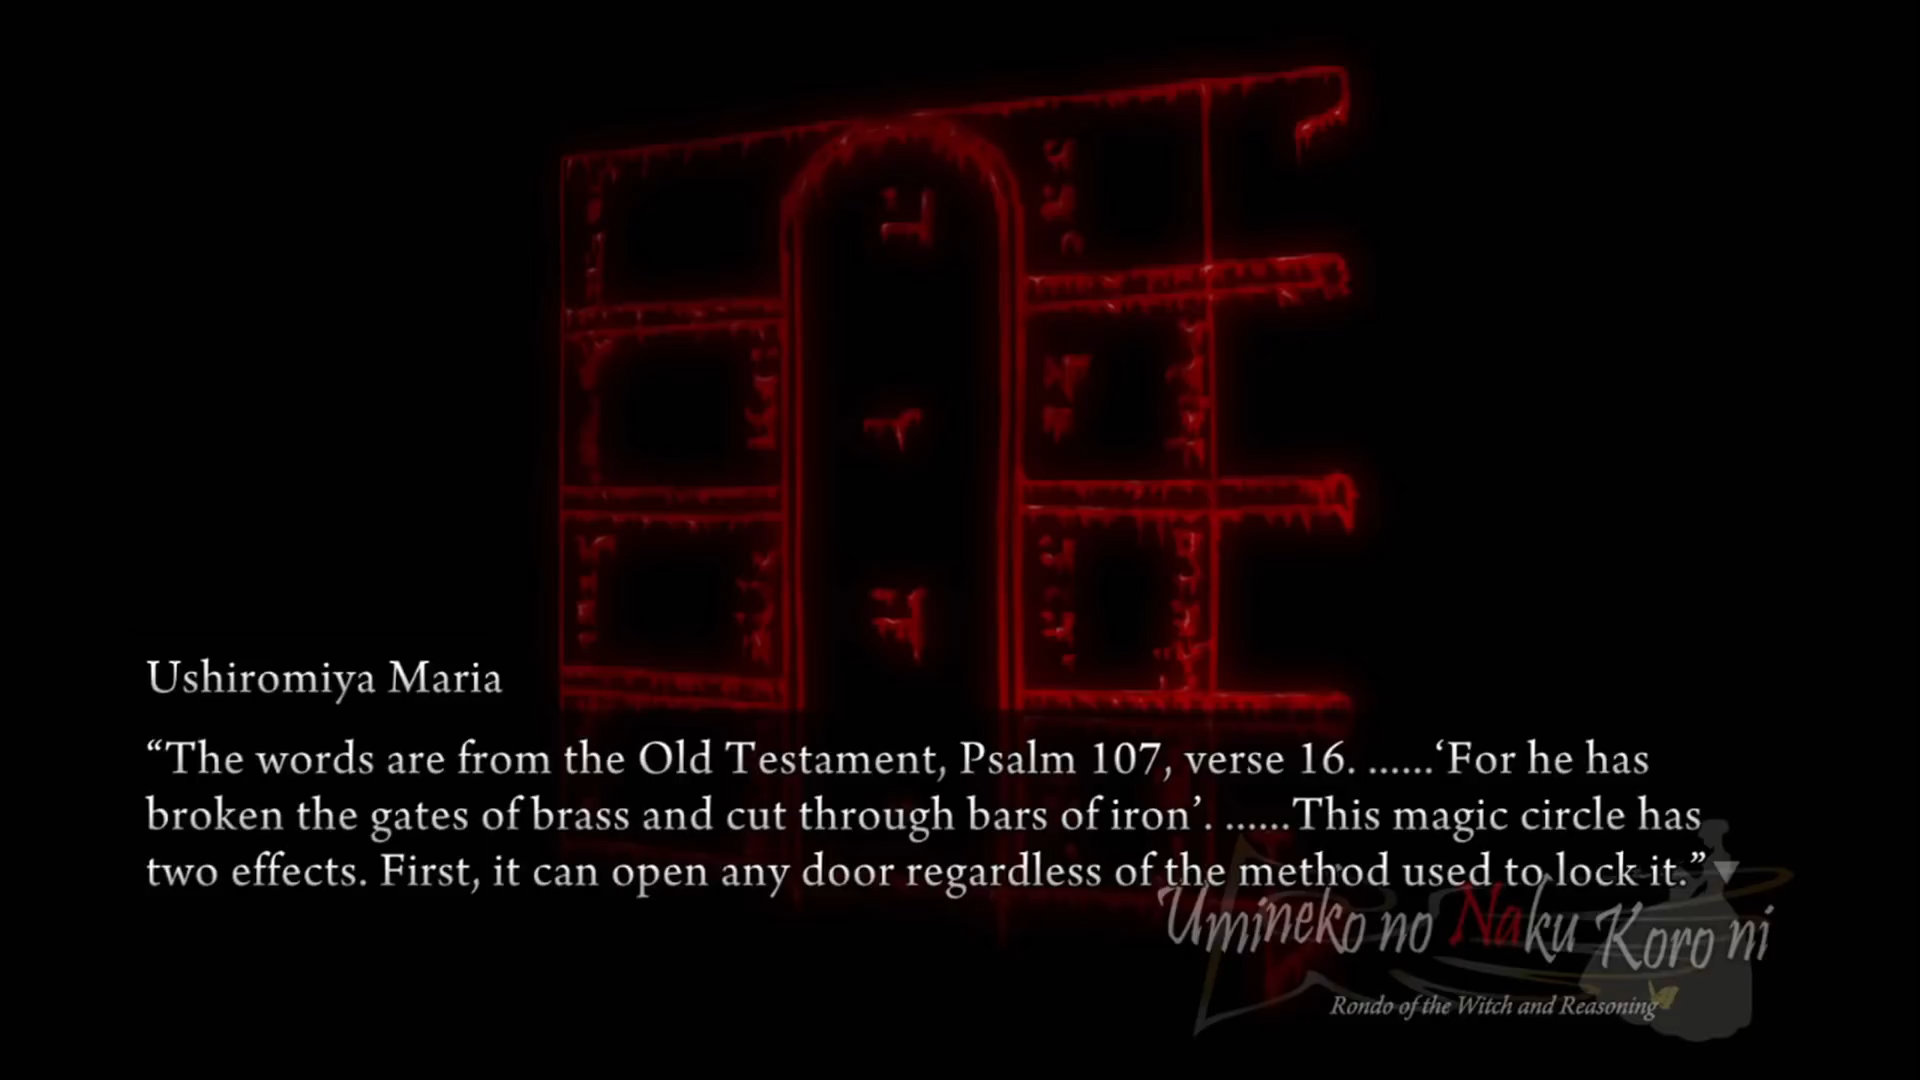 Ushiromiya Maria
“The words are from the Old Testament, Psalm 107, verse 16. ......‘For he has
broken the gates of brass and cut through bars of iron’. ......This magic circle has
two effects. First, it can open any door regardless of the method used to lock it.”
Umineko no Naku Koro ni
Rondo of the Witch and Reasoning